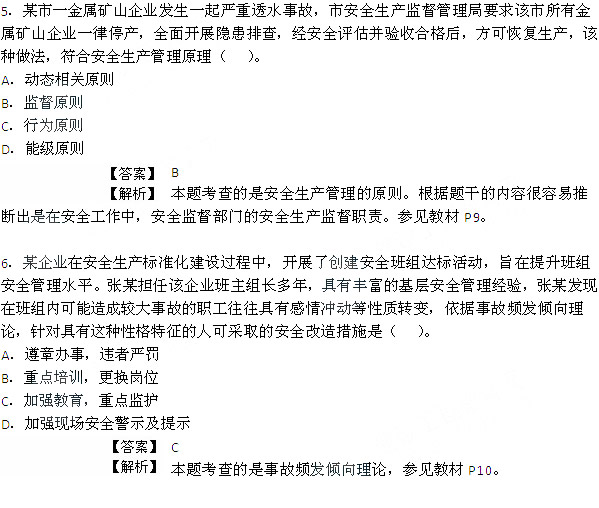 5. 某市一金属矿山企业发生一起严重透水事故，市安全生产监督管理局要求该市所有金
属矿山企业一律停产，全面开展隐患排查，经安全评估并验收合格后，方可恢复生产，该
种做法，符合安全生产管理原理（ ）。
A. 动态相关原则
B. 监督原则
C. 行为原则
D. 能级原则
【答案】 B
【解析】 本题考查的是安全生产管理的原则。根据题干的内容很容易推
断出是在安全工作中，安全监督部门的安全生产监督职责。参见教材 P9。
6. 某企业在安全生产标准化建设过程中，开展了创建安全班组达标活动，旨在提升班组
安全管理水平。张某担任该企业班主组长多年，具有丰富的基层安全管理经验，张某发现
在班组内可能造成较大事故的职工往往具有感情冲动等性质转变，依据事故频发倾向理
论，针对具有这种性格特征的人可采取的安全改造措施是（ ）。
A. 遵章办事，违者严罚
B. 重点培训，更换岗位
C. 加强教育，重点监护
D. 加强现场安全警示及提示
【答案】 C
【解析】 本题考查的是事故频发倾向理论，参见教材 P10。